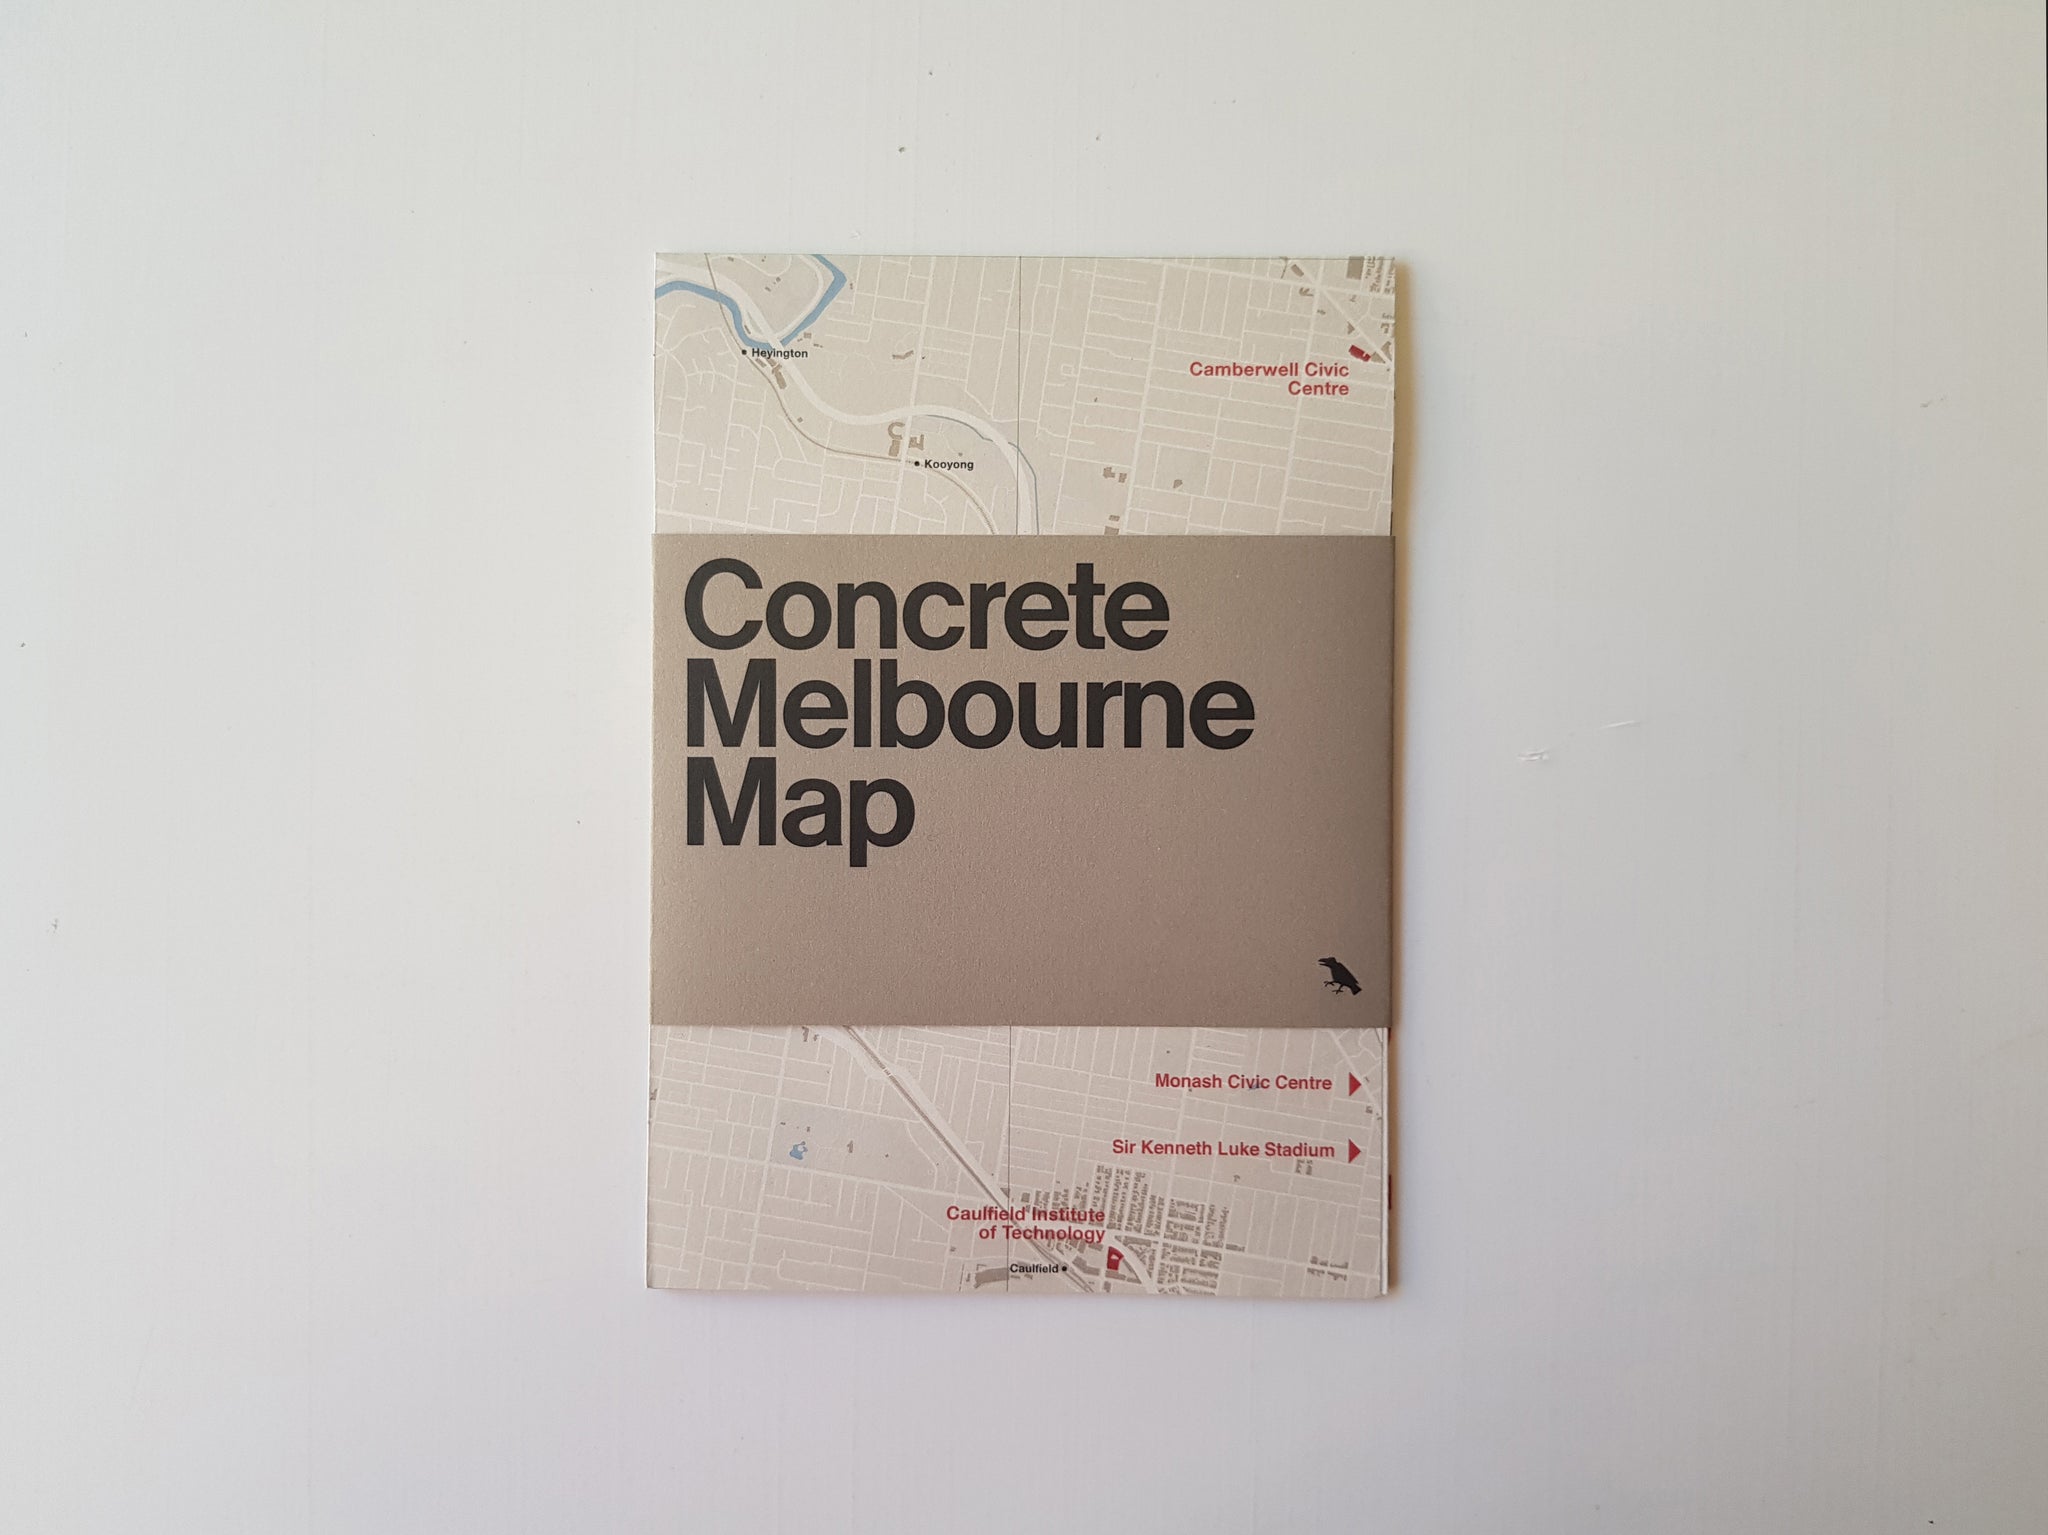 Heyington
Camberwell Civic
Centre
Kooyong
Concrete
Melbourne
Map
Monash Civic Centre
Sir Kenneth Luke Stadium
Caulfield Institute
of Technology
Caulfield